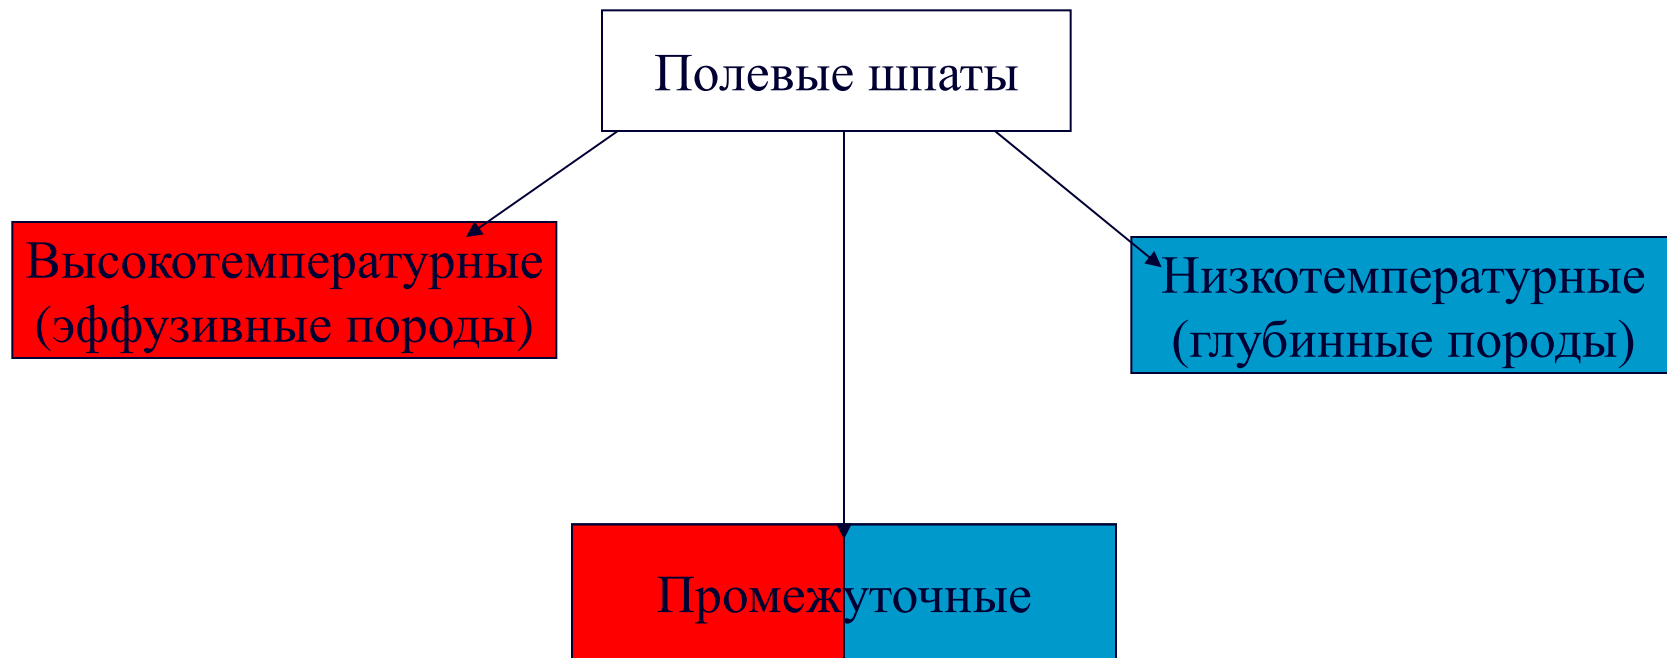 Полевые шпаты
Высокотемпературные
(эффузивные породы)
Низкотемпературные
(глубинные породы)
Промежуточные